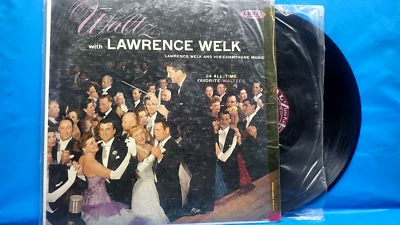 Waltz
with LAWRENCE WELK
LAWRENCE WELK AND HIS CHAMPAGNE MUSIC
24 ALL-TIME
FAVORITE WALTZES